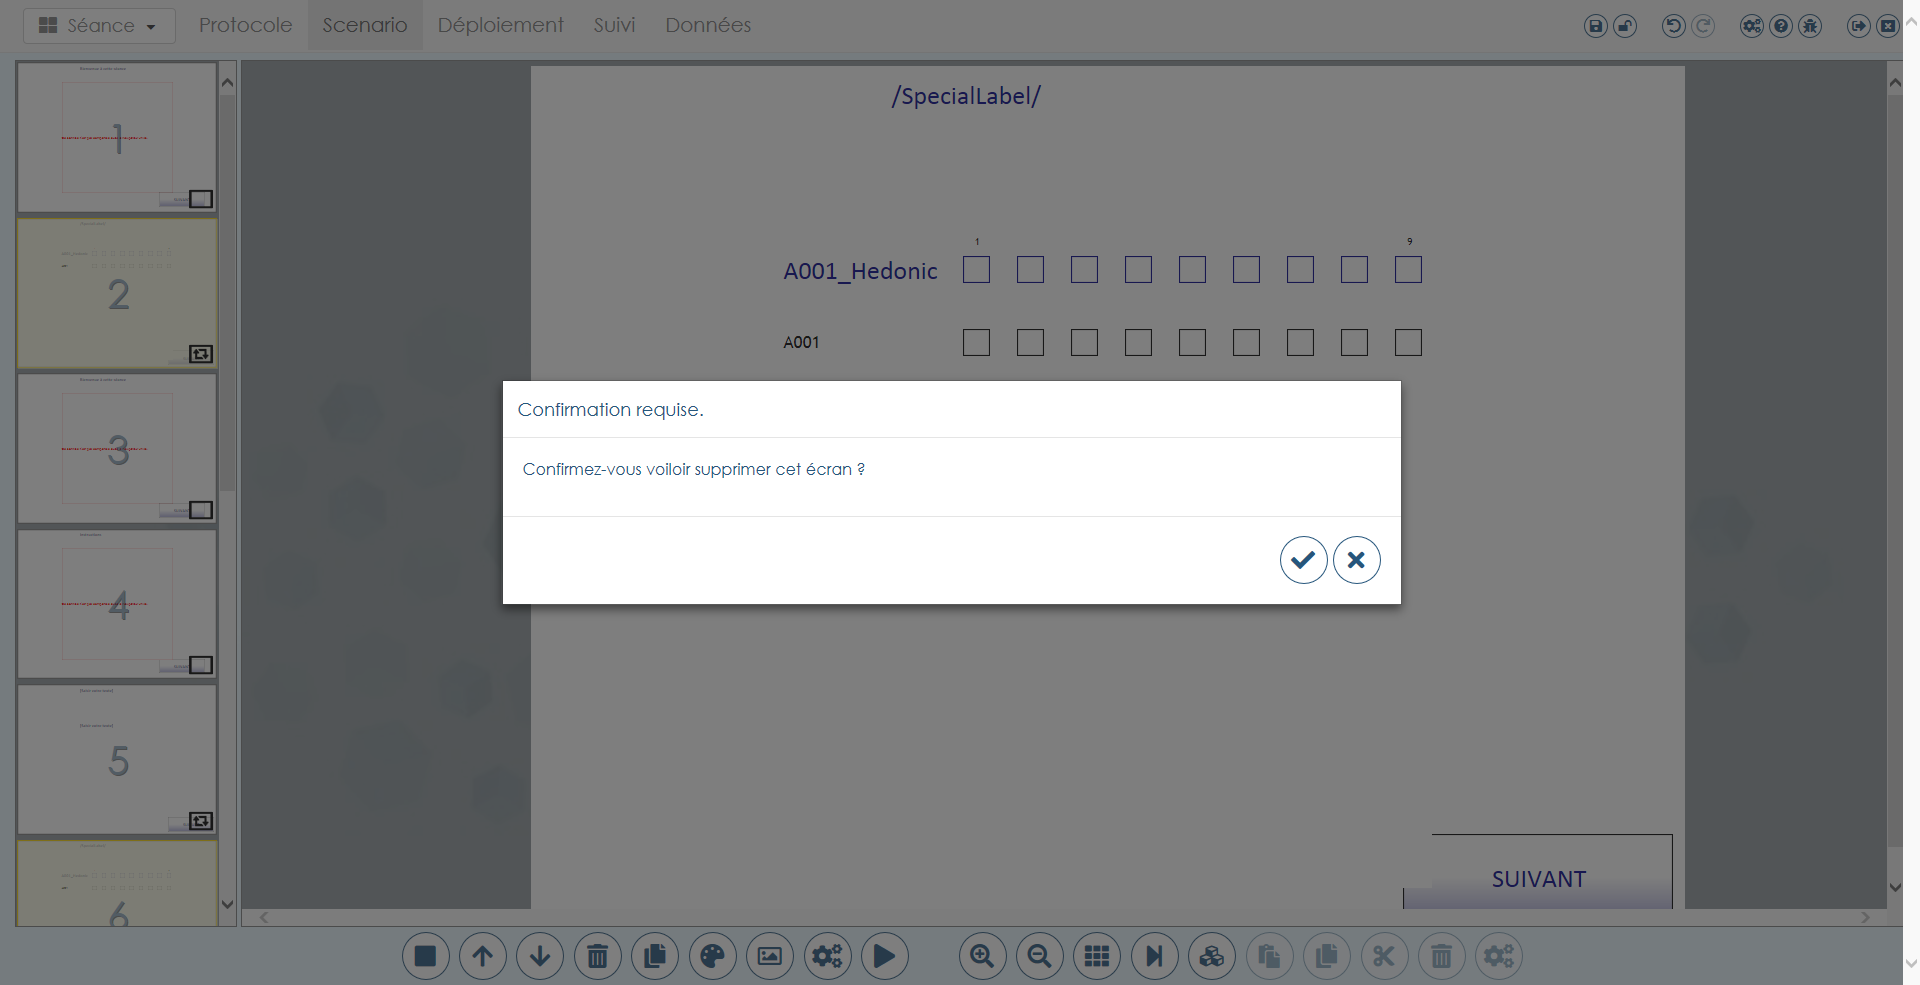 Séance
Protocole
Scenario
Déploiement
Suivi
Données
1
2
3
4
5
6
/SpecialLabel/
1
9
A001_Hedonic
A001
Confirmation requise.
Confirmez-vous voiloir supprimer cet écran ?
SUIVANT